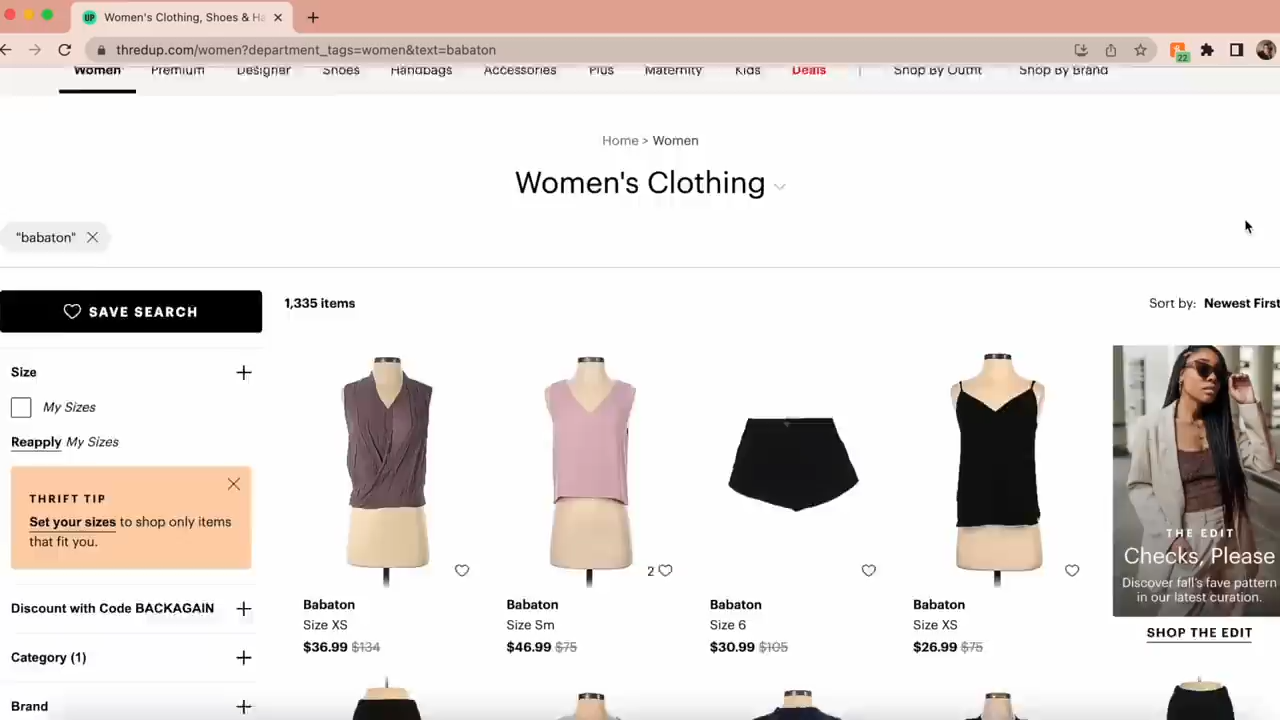 UP Women's Clothing, Shoes & Ha
thredup.com/women?department_tags=women&text=babaton
22
Women Premium Designer Shoes Handbags Accessories Plus Maternity Kids Deals Shop By Outfit Shop By Brand
Home > Women
Women's Clothing
"babaton"
SAVE SEARCH
1,335 items
Sort by: Newest First
Size
My Sizes
Reapply My Sizes
THRIFT TIP
Set your sizes to shop only items
that fit you.
Discount with Code BACKAGAIN
Category (1)
Brand
2
Babaton
Size XS
$36.99 $134
Babaton
Size Sm
$46.99 $75
Babaton
Size 6
$30.99 $105
Babaton
Size XS
$26.99 $75
THE EDIT
Checks, Please
Discover fall's fave pattern
in our latest curation.
SHOP THE EDIT